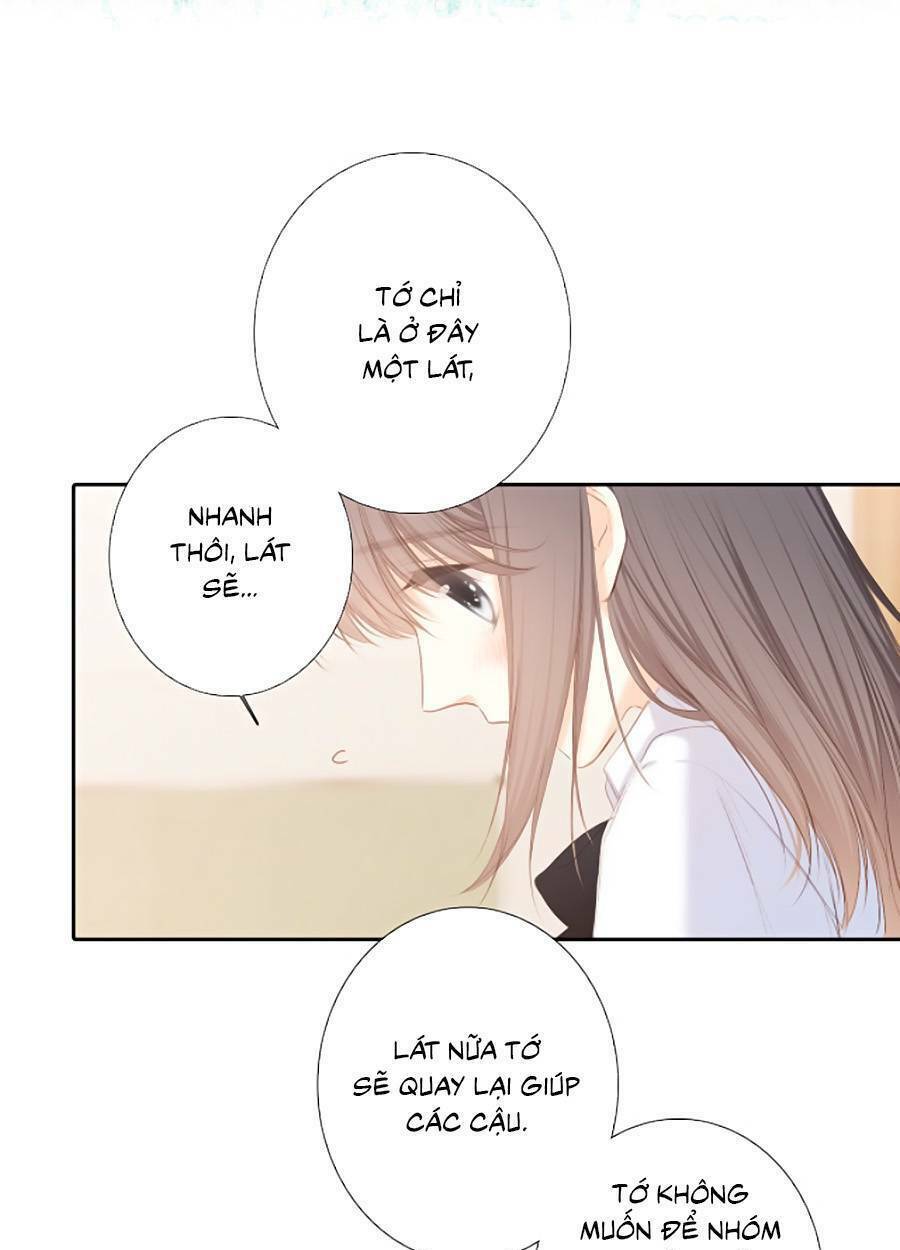 TỚ CHỈ
LÀ Ở ĐÂY
MỘT LÁT,
NHANH
THÔI, LÁT
SẼ...
LÁT NỮA TỚ
SẼ QUAY LẠI GIÚP
CÁC CẬU.
TỚ KHÔNG
MUỐN ĐỂ NHÓM